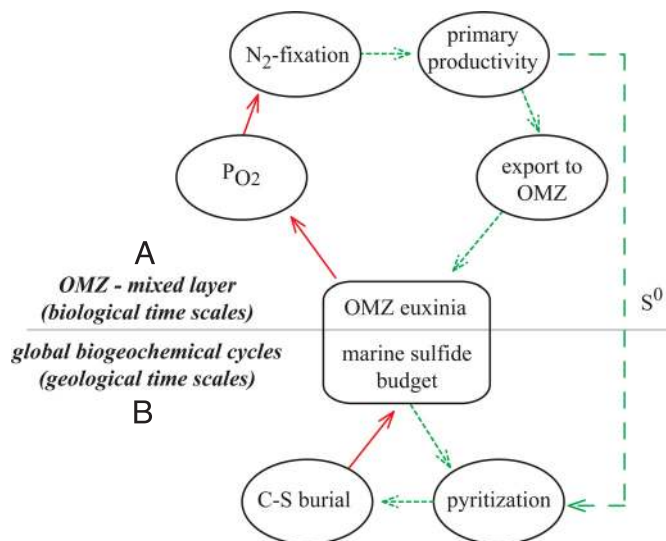 N₂-fixation
primary
productivity
P_O2
export to
OMZ
A
OMZ - mixed layer
(biological time scales)
OMZ euxinia
S⁰
global biogeochemical cycles
(geological time scales)
marine sulfide
budget
B
C-S burial
pyritization